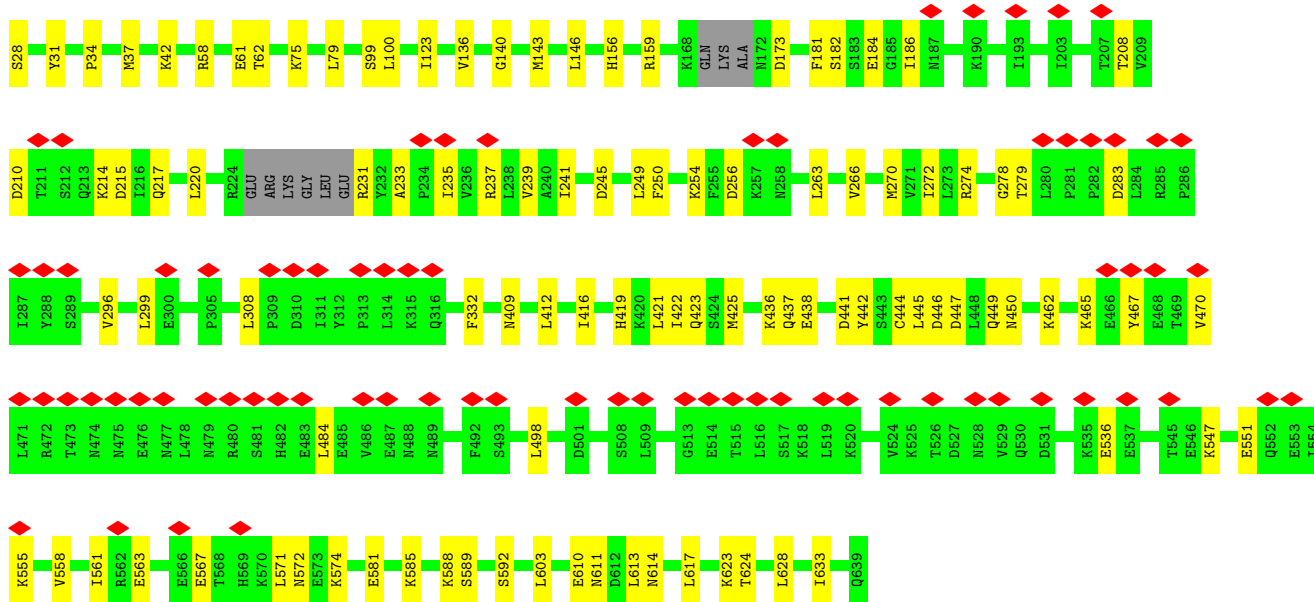 S28 Y31 P34 M37 K42 R58 E61 T62 K75 L79 S99 L100 I123 V136 G140 M143 L146 H156 R159 K168 GLN LYS ALA N172 D173 F181 S182 S183 E184 G185 I186 N187 K190 I193 I203 T207 T208 V209
D210 T211 S212 Q213 K214 D215 I216 Q217 L220 R224 GLU ARG LYS GLY LEU GLU R231 Y232 A233 P234 I235 V236 R237 L238 V239 A240 I241 D245 L249 F250 K254 F255 D256 K257 N258 L263 V266 M270 V271 I272 L273 R274 G278 T279 L280 P281 P282 D283 L284 R285 P286
I287 Y288 S289 V296 L299 E300 P305 L308 P309 D310 I311 Y312 P313 L314 K315 Q316 F332 N409 L412 I416 H419 K420 L421 I422 Q423 S424 M425 K436 Q437 E438 D441 Y442 S443 C444 L445 D446 D447 L448 Q449 N450 K462 K465 E466 Y467 E468 T469 V470
L471 R472 T473 N474 N475 E476 N477 L478 N479 R480 S481 H482 E483 L484 E485 V486 E487 N488 N489 F492 S493 L498 D501 S508 L509 G513 E514 T515 L516 S517 K518 L519 K520 V524 K525 T526 D527 N528 V529 Q530 D531 K535 E536 E537 T545 E546 K547 E551 Q552 E553 I554
K555 V558 I561 R562 E563 E566 E567 T568 H569 K570 L571 N572 E573 K574 E581 K585 K588 S589 S592 L603 E610 N611 D612 L613 N614 L617 K623 T624 L628 I633 Q639